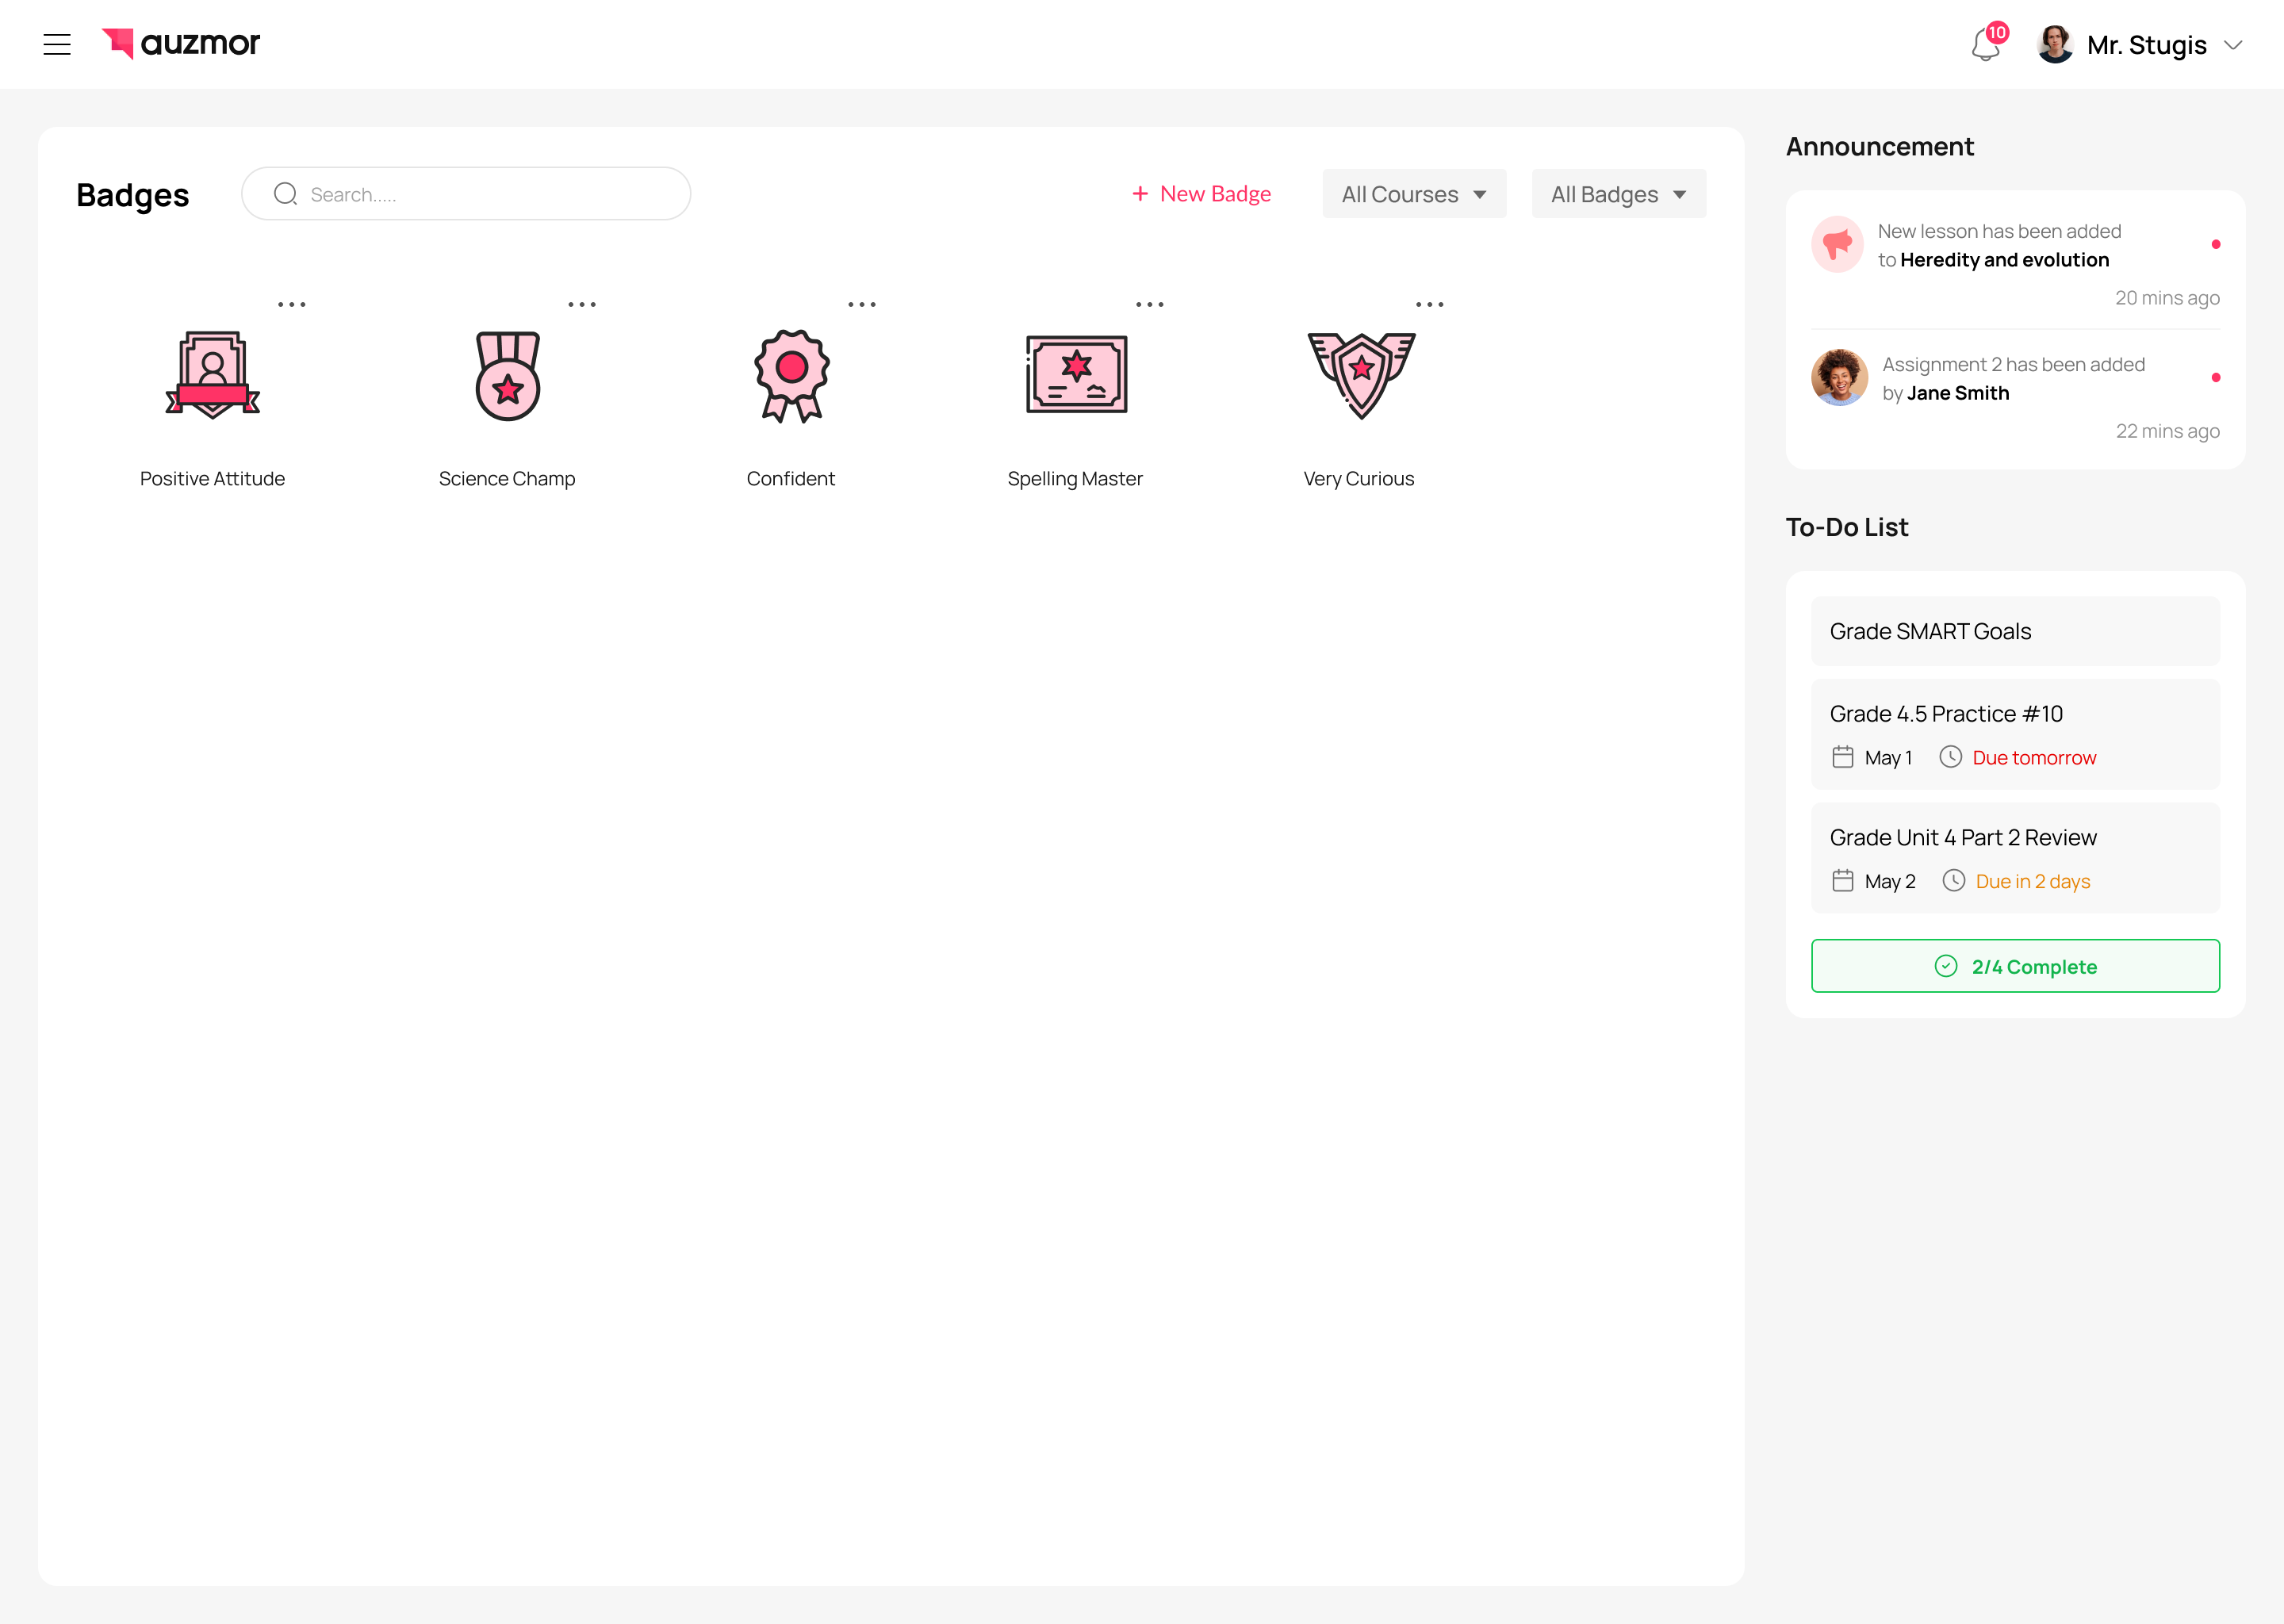 auzmor
10
Mr. Stugis
Badges
Search.....
+ New Badge
All Courses
All Badges
Positive Attitude
Science Champ
Confident
Spelling Master
Very Curious
Announcement
New lesson has been added
to Heredity and evolution
20 mins ago
Assignment 2 has been added
by Jane Smith
22 mins ago
To-Do List
Grade SMART Goals
Grade 4.5 Practice #10
May 1 Due tomorrow
Grade Unit 4 Part 2 Review
May 2 Due in 2 days
2/4 Complete